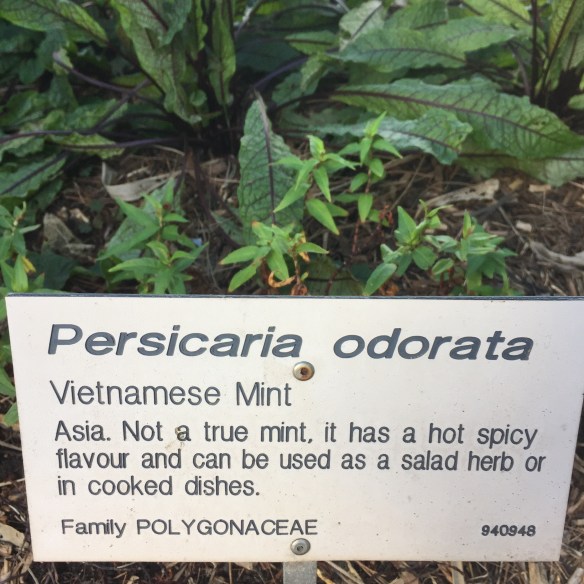 Persicaria odorata
Vietnamese Mint
Asia. Not a true mint, it has a hot spicy
flavour and can be used as a salad herb or
in cooked dishes.
Family POLYGONACEAE 940948